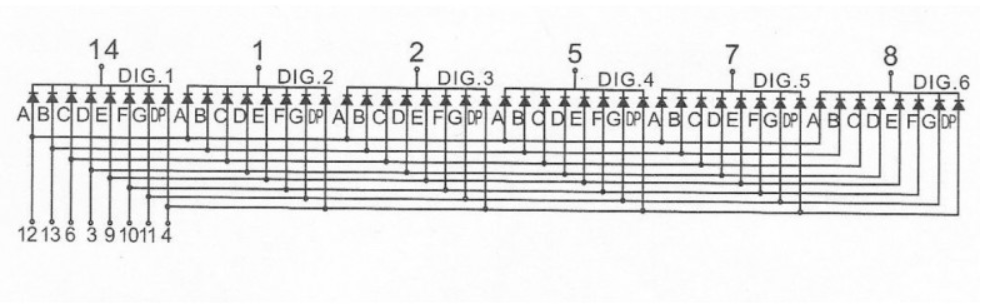 14 1 2 5 7 8
DIG.1 DIG.2 DIG.3 DIG.4 DIG.5 DIG.6
A B C D E F G DP A B C D E F G DP A B C D E F G DP A B C D E F G DP A B C D E F G DP A B C D E F G DP
12 13 6 3 9 10 11 4